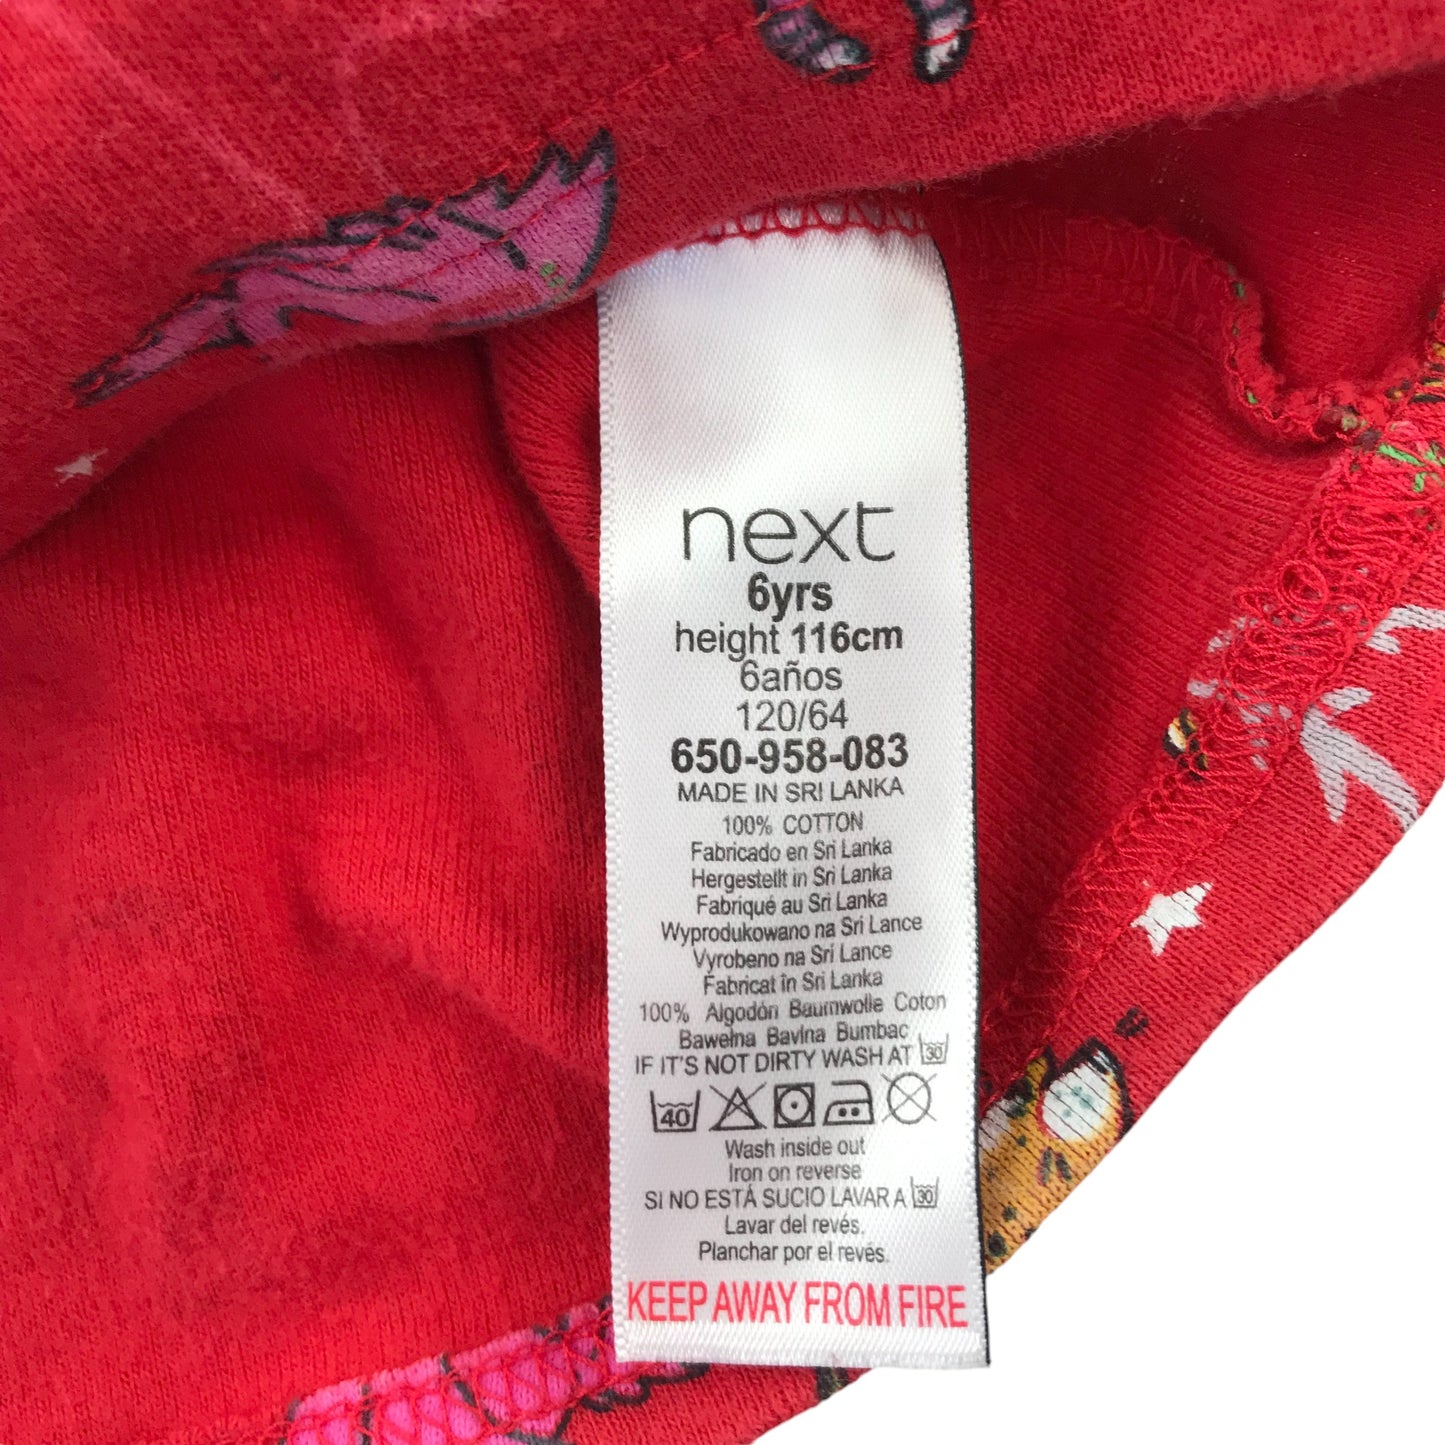 next
6yrs
height 116cm
6años
120/64
650-958-083
MADE IN SRI LANKA
100% COTTON
Fabricado en Sri Lanka
Hergestellt in Sri Lanka
Fabriqué au Sri Lanka
Wyprodukowano na Sri Lance
Vyrobeno na Srí Lance
Fabricat în Sri Lanka
100% Algodón Baumwolle Coton
Bawełna Bavlna Bumbac
IF IT'S NOT DIRTY WASH AT 30
40
Wash inside out
Iron on reverse
SI NO ESTÁ SUCIO LAVAR A 30
Lavar del revés.
Planchar por el revés.
KEEP AWAY FROM FIRE